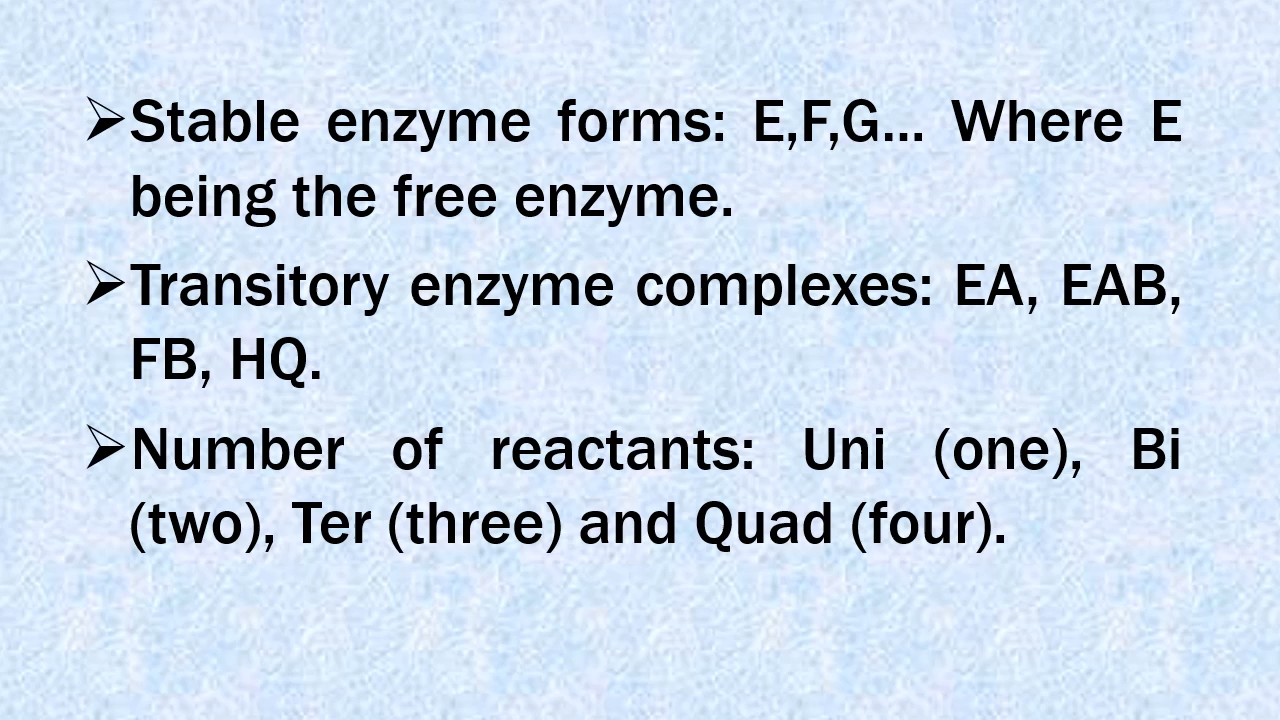 ➢Stable enzyme forms: E,F,G... Where E
being the free enzyme.
➢Transitory enzyme complexes: EA, EAB,
FB, HQ.
➢Number of reactants: Uni (one), Bi
(two), Ter (three) and Quad (four).